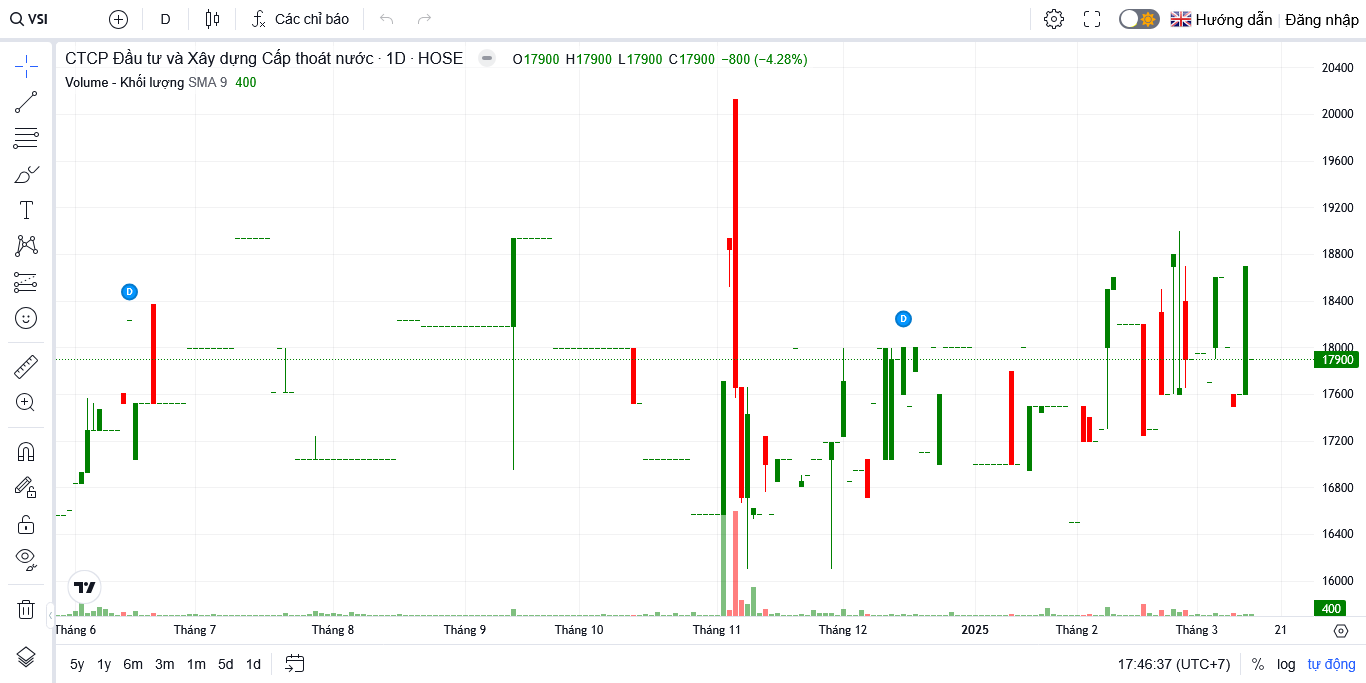 VSI D Các chỉ báo Hướng dẫn Đăng nhập
CTCP Đầu tư và Xây dựng Cấp thoát nước · 1D · HOSE O17900 H17900 L17900 C17900 −800 (−4.28%)
Volume - Khối lượng SMA 9 400
20400
20000
19600
19200
18800
18400
18000
17900
17600
17200
16800
16400
16000
400
D
D
Tháng 6 Tháng 7 Tháng 8 Tháng 9 Tháng 10 Tháng 11 Tháng 12 2025 Tháng 2 Tháng 3 21
5y 1y 6m 3m 1m 5d 1d 17:46:37 (UTC+7) % log tự động